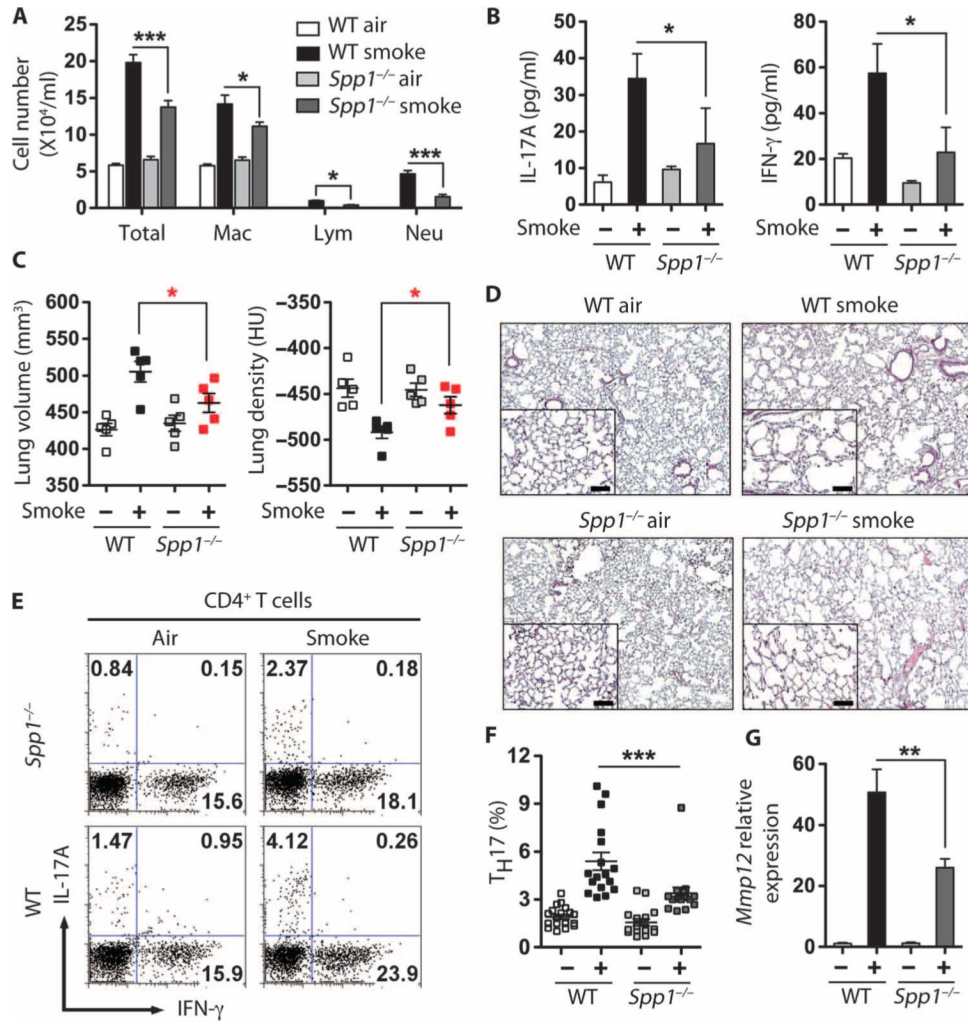 A
Cell number
(X10⁴/ml)
25
20
15
10
5
0
***
*
*
***
Total
Mac
Lym
Neu
WT air
WT smoke
Spp1⁻/⁻ air
Spp1⁻/⁻ smoke
B
IL-17A (pg/ml)
50
40
30
20
10
0
*
Smoke
− + − +
WT
Spp1⁻/⁻
IFN-γ (pg/ml)
80
60
40
20
0
*
Smoke
− + − +
WT
Spp1⁻/⁻
C
Lung volume (mm³)
600
550
500
450
400
350
*
Smoke
− + − +
WT
Spp1⁻/⁻
Lung density (HU)
−350
−400
−450
−500
−550
*
− + − +
WT
Spp1⁻/⁻
D
WT air
WT smoke
Spp1⁻/⁻ air
Spp1⁻/⁻ smoke
E
CD4⁺ T cells
Air
Smoke
Spp1⁻/⁻
0.84
0.15
15.6
2.37
0.18
18.1
WT
1.47
0.95
15.9
4.12
0.26
23.9
IL-17A
IFN-γ
F
T_H17 (%)
12
9
6
3
0
***
− + − +
WT
Spp1⁻/⁻
G
Mmp12 relative
expression
60
40
20
0
**
− + − +
WT
Spp1⁻/⁻